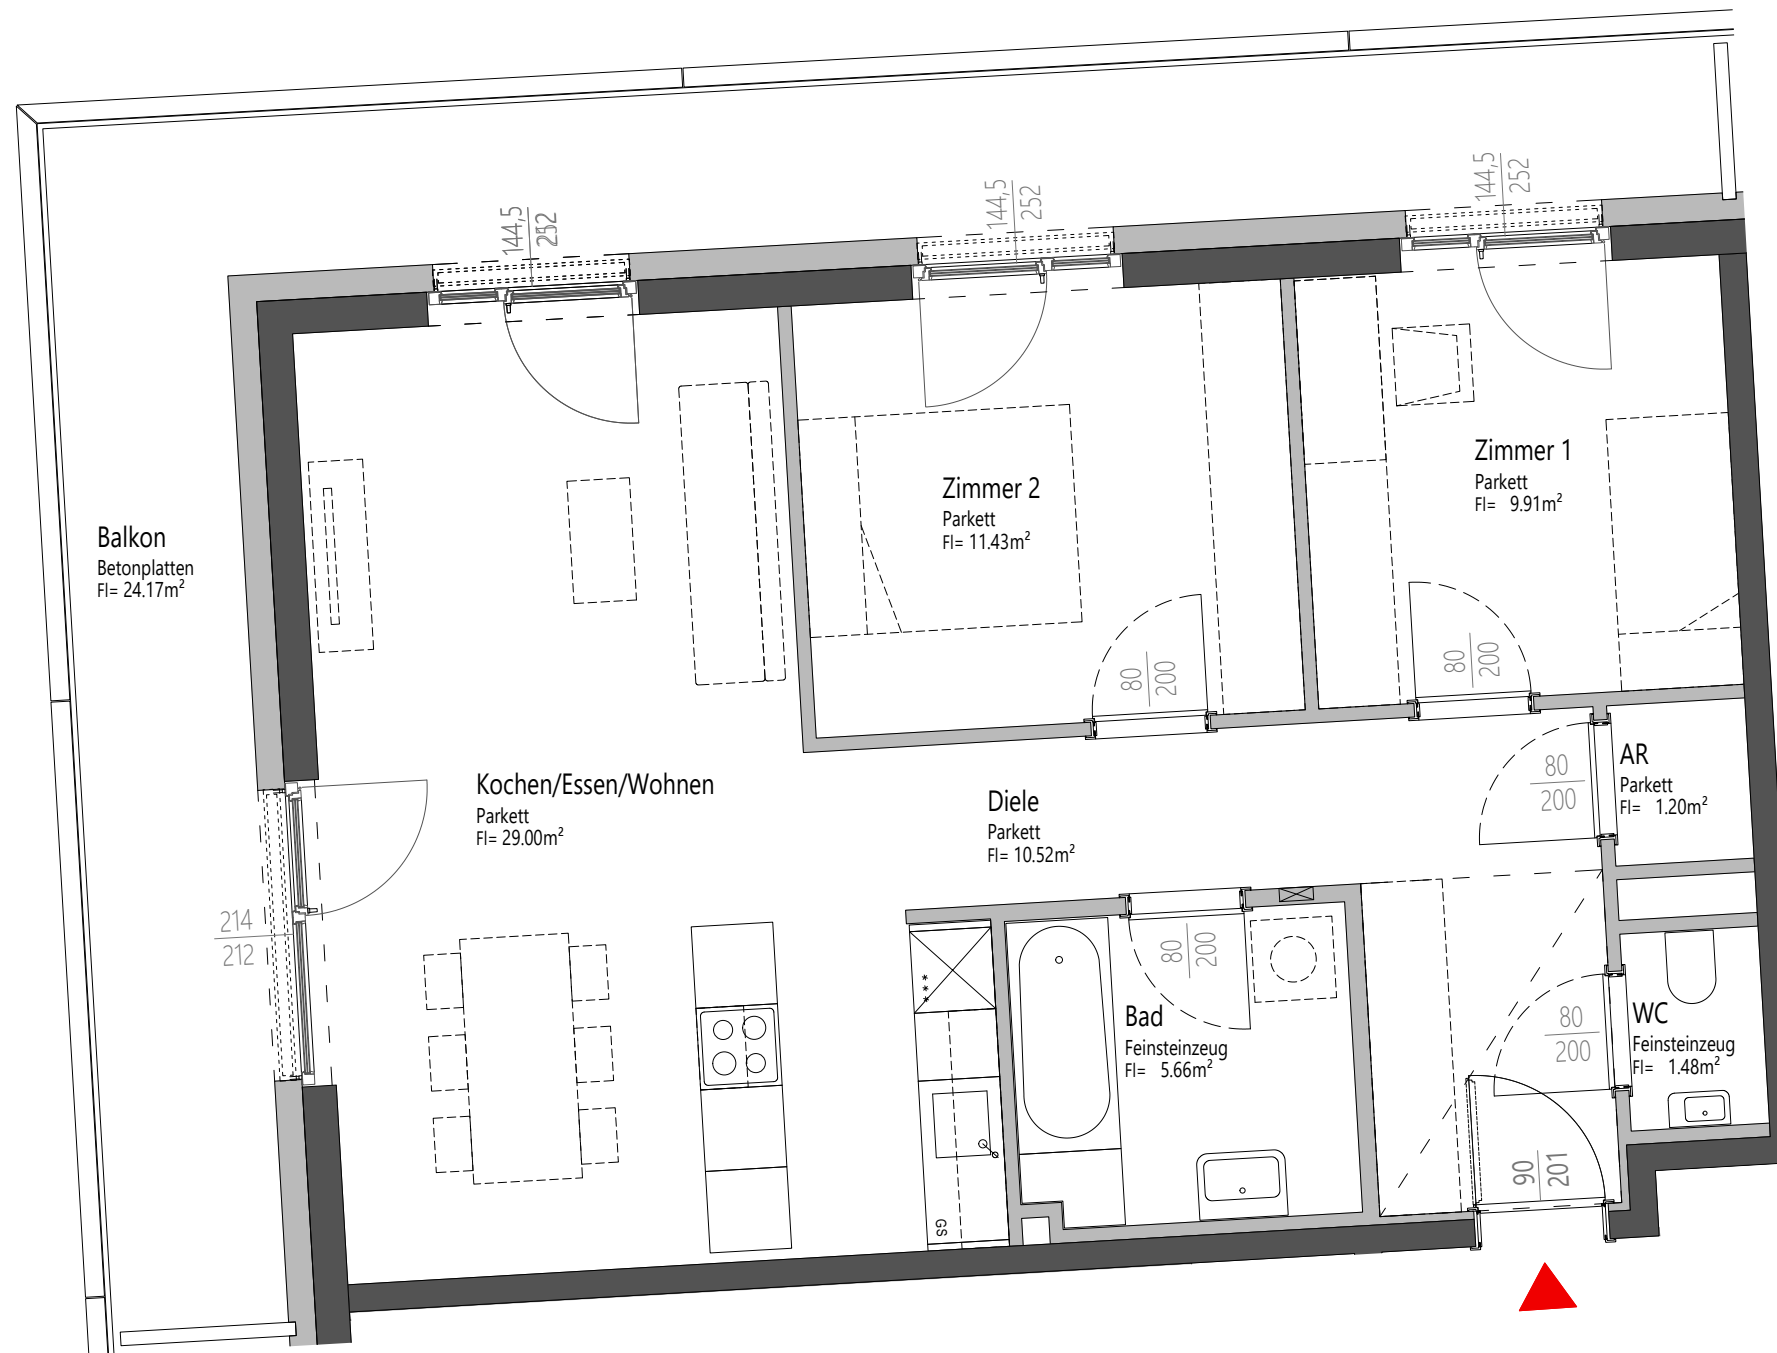 144,5
252
144,5
252
144,5
252
Balkon
Betonplatten
Fl= 24.17m²
Zimmer 2
Parkett
Fl= 11.43m²
Zimmer 1
Parkett
Fl= 9.91m²
80
200
80
200
Kochen/Essen/Wohnen
Parkett
Fl= 29.00m²
Diele
Parkett
Fl= 10.52m²
80
200
AR
Parkett
Fl= 1.20m²
214
212
80
200
***
Bad
Feinsteinzeug
Fl= 5.66m²
80
200
WC
Feinsteinzeug
Fl= 1.48m²
90
201
GS